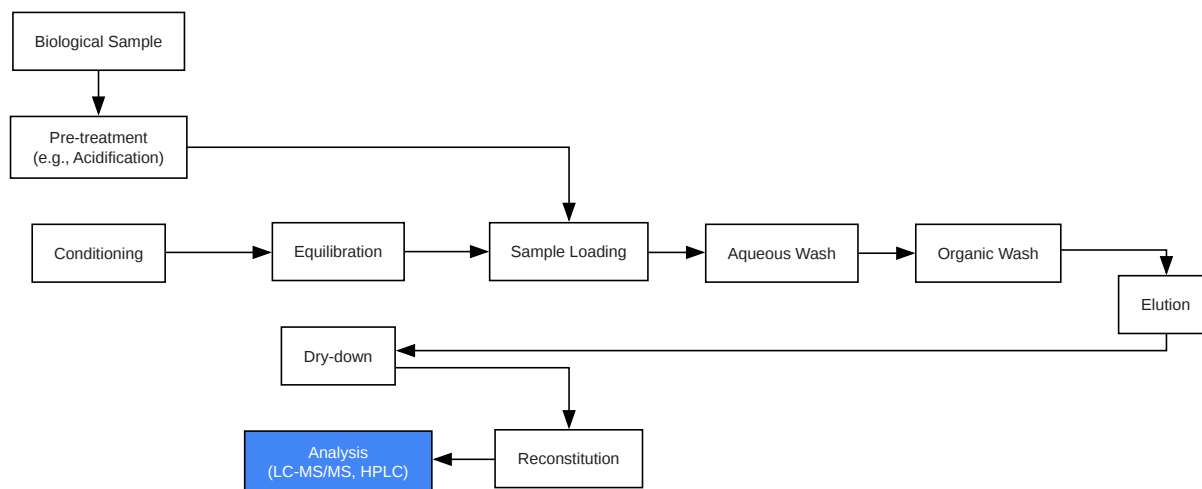 Biological Sample
Pre-treatment
(e.g., Acidification)
Conditioning
Equilibration
Sample Loading
Aqueous Wash
Organic Wash
Elution
Dry-down
Reconstitution
Analysis
(LC-MS/MS, HPLC)